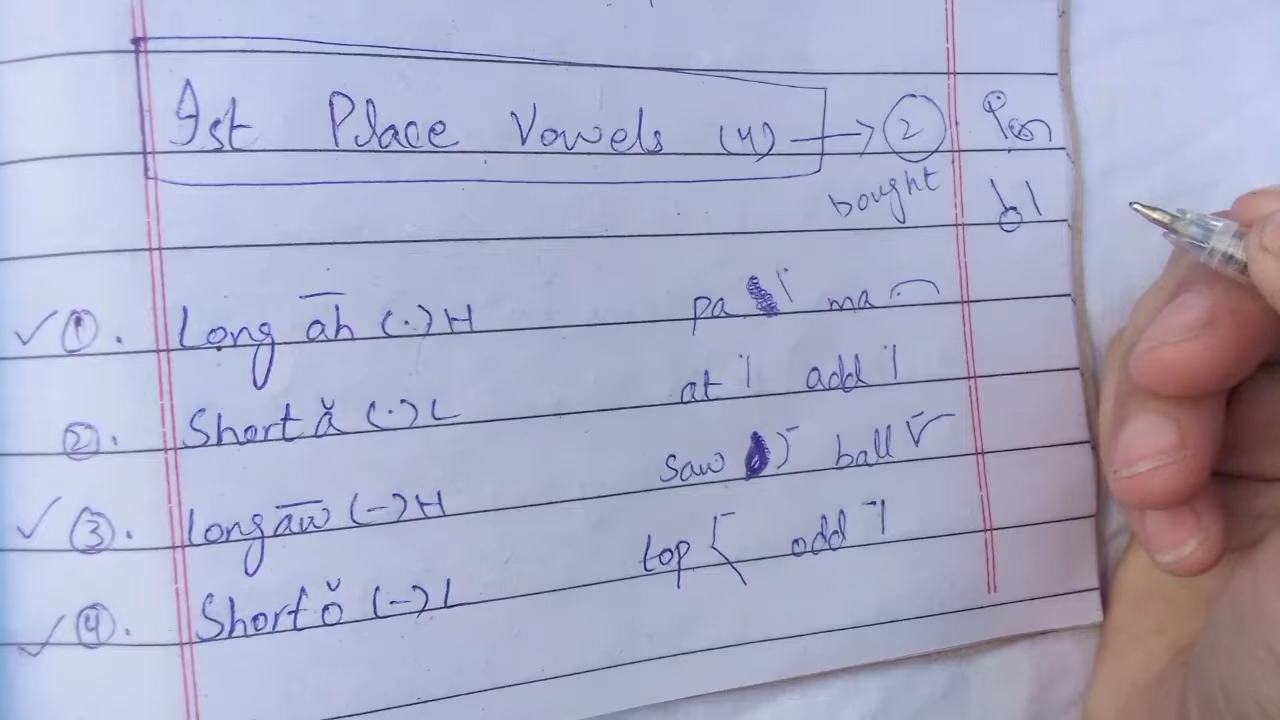 1st Place Vowels (4) → ②
bought
①. Long āh (.) H pa ma
②. Short ă (.) L at add
③. Long āw (-) H saw ball
④. Short ŏ (-) L top odd